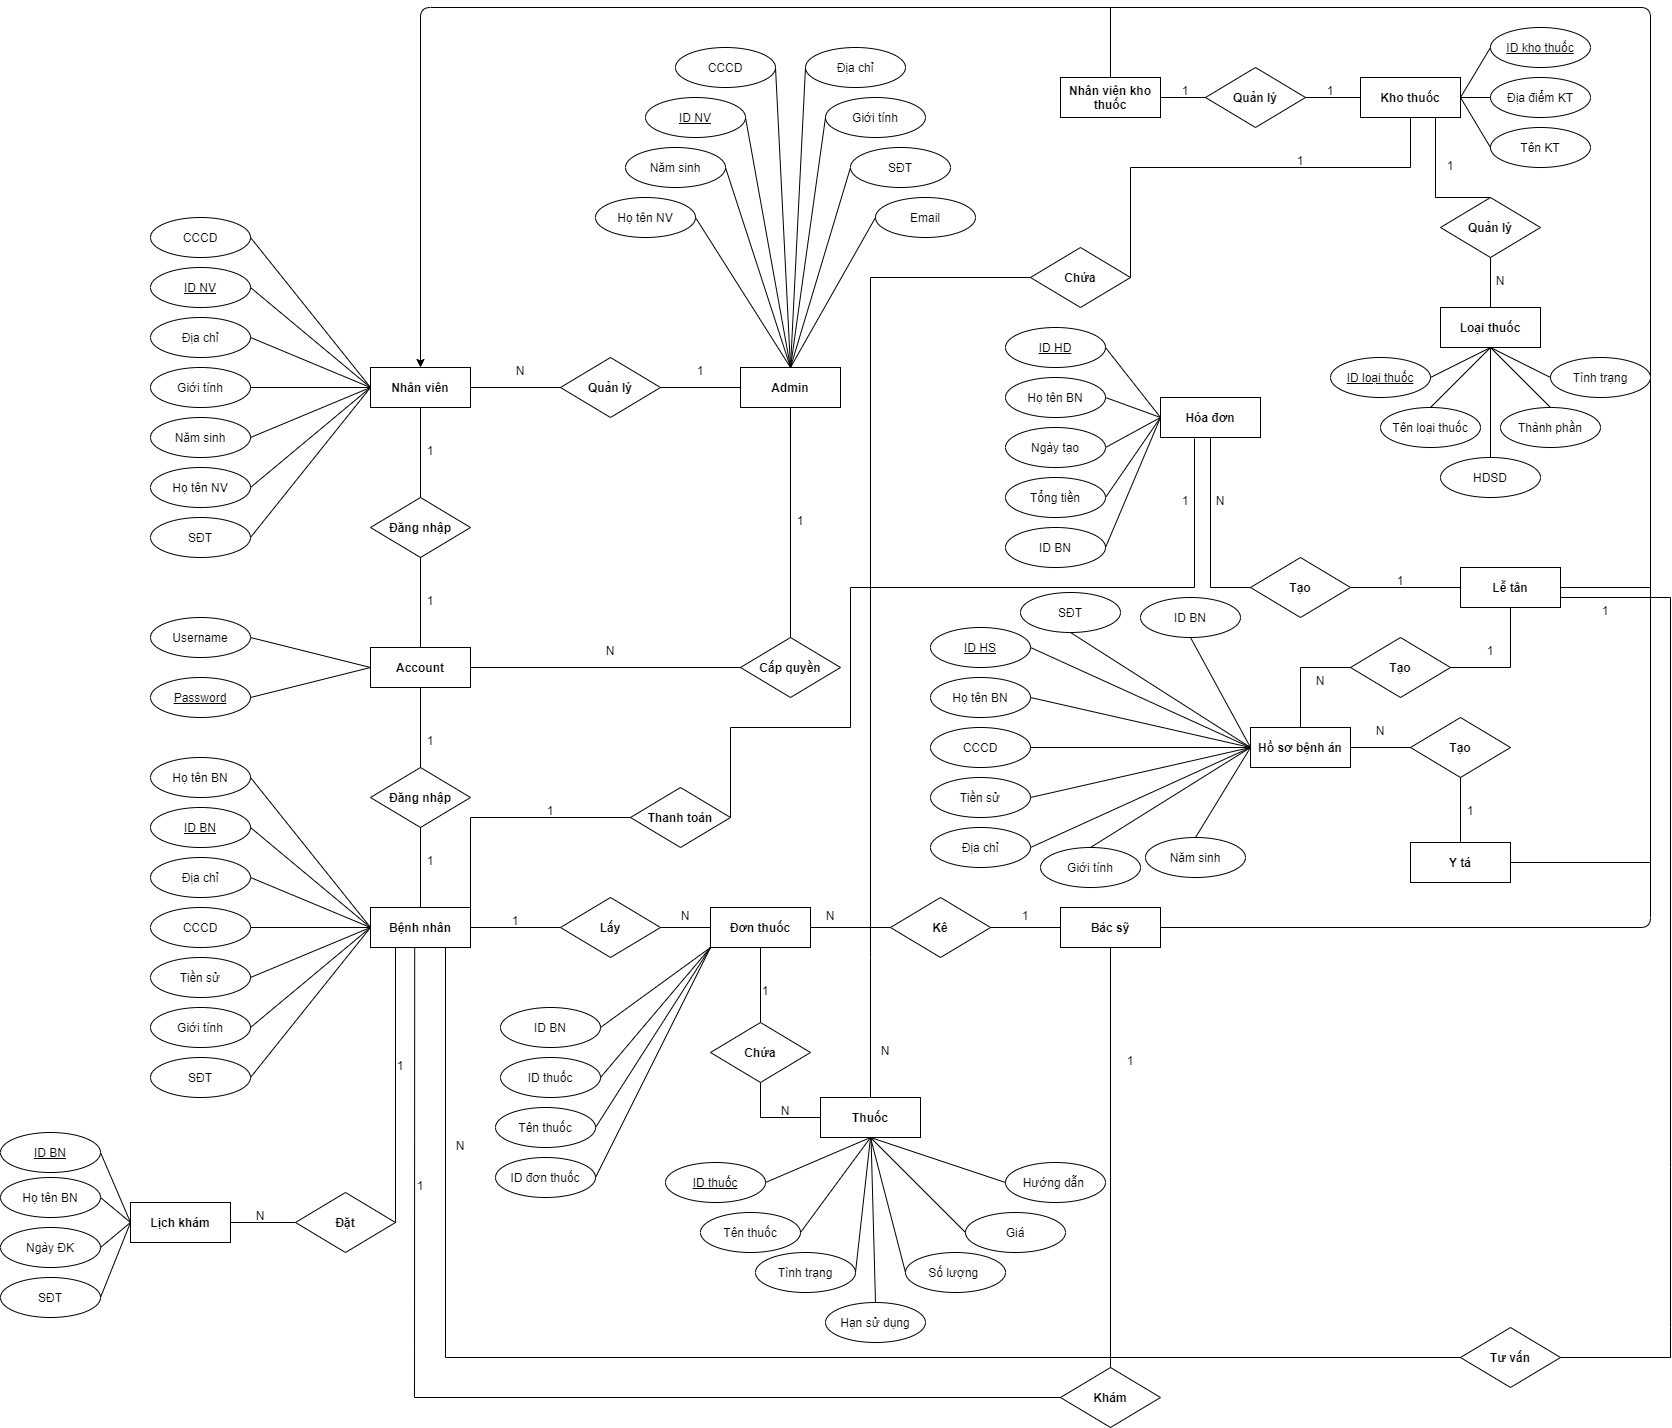 ID kho thuốc
CCCD
Địa chỉ
Nhân viên kho
thuốc
1
Quản lý
1
Kho thuốc
Địa điểm KT
ID NV
Giới tính
Tên KT
Năm sinh
SĐT
1
1
Họ tên NV
Email
Quản lý
CCCD
Chứa
N
ID NV
Loại thuốc
Địa chỉ
ID HD
N
1
ID loại thuốc
Tình trạng
Giới tính
Nhân viên
Quản lý
Admin
Họ tên BN
Hóa đơn
Tên loại thuốc
Thành phần
Năm sinh
1
Ngày tạo
HDSD
Họ tên NV
Tổng tiền
1
N
SĐT
Đăng nhập
1
ID BN
1
Tạo
1
Lễ tân
1
SĐT
ID BN
1
Username
N
ID HS
1
Account
Cấp quyền
Tạo
N
Password
Họ tên BN
1
CCCD
Hồ sơ bệnh án
N
Tạo
Họ tên BN
Đăng nhập
Tiền sử
1
1
Thanh toán
ID BN
Địa chỉ
Giới tính
Năm sinh
Y tá
1
Địa chỉ
CCCD
Bệnh nhân
1
Lấy
N
Đơn thuốc
N
Kê
1
Bác sỹ
Tiền sử
1
Giới tính
ID BN
Chứa
N
1
SĐT
1
ID thuốc
N
Thuốc
Tên thuốc
ID BN
N
ID đơn thuốc
ID thuốc
Hướng dẫn
1
Họ tên BN
Lịch khám
N
Đặt
Tên thuốc
Giá
Ngày ĐK
Tình trạng
Số lượng
SĐT
Hạn sử dụng
Tư vấn
Khám